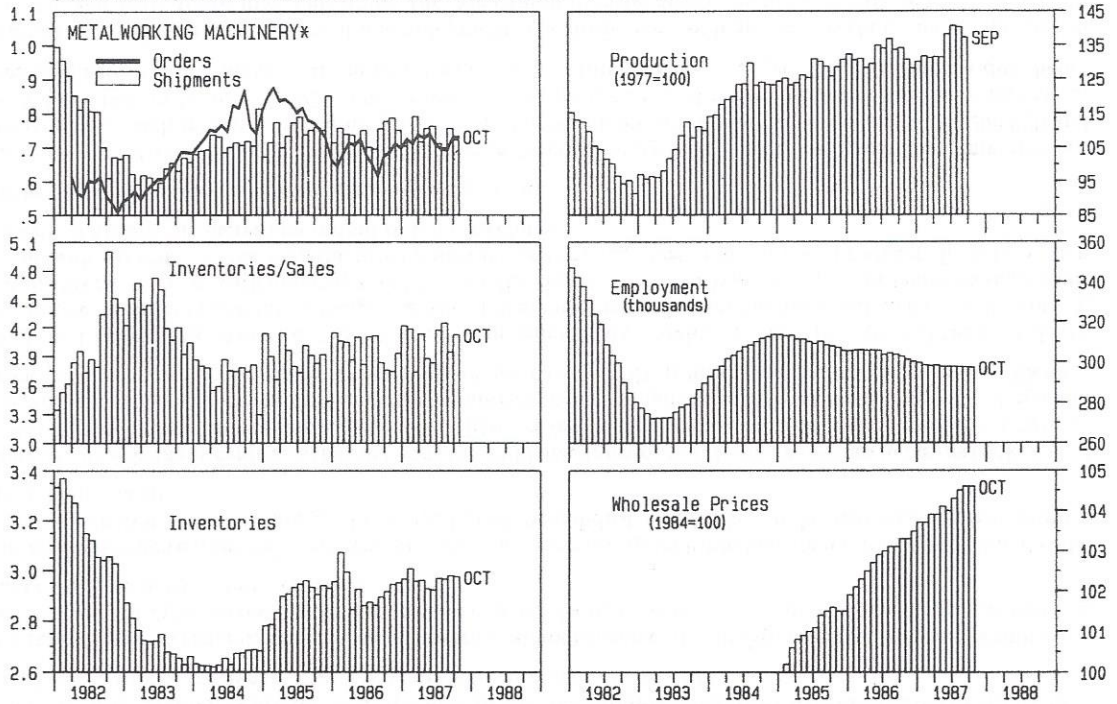 METALWORKING MACHINERY*
Orders
Shipments
1.1
1.0
.9
.8
.7
.6
.5
OCT
Production
(1977=100)
SEP
145
135
125
115
105
95
85
Inventories/Sales
5.1
4.8
4.5
4.2
3.9
3.6
3.3
3.0
OCT
Employment
(thousands)
360
340
320
300
280
260
OCT
Inventories
3.4
3.2
3.0
2.8
2.6
OCT
1982 1983 1984 1985 1986 1987 1988
Wholesale Prices
(1984=100)
OCT
105
104
103
102
101
100
1982 1983 1984 1985 1986 1987 1988